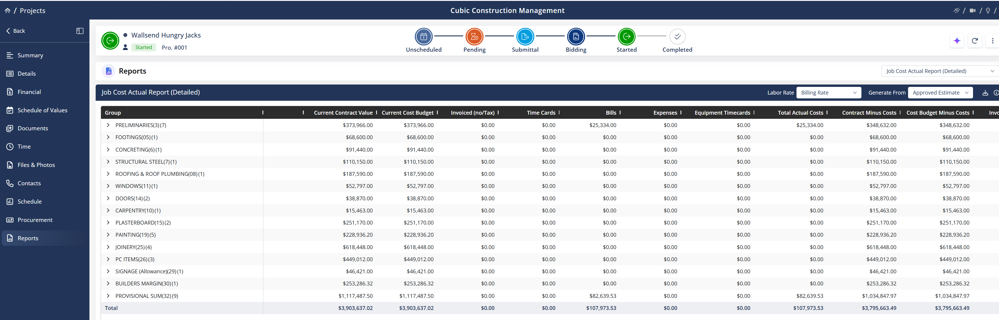 / Projects
Cubic Construction Management
Back
Summary
Details
Financial
Schedule of Values
Documents
Time
Files & Photos
Contacts
Schedule
Procurement
Reports
Wallsend Hungry Jacks
Started Pro. #001
Unscheduled Pending Submittal Bidding Started Completed
Reports
Job Cost Actual Report (Detailed)
Job Cost Actual Report (Detailed) Labor Rate Billing Rate Generate From Approved Estimate
Group Current Contract Value Current Cost Budget Invoiced (no/Tax) Time Cards Bills Expenses Equipment Timecards Total Actual Costs Contract Minus Costs Cost Budget Minus Costs Invo
PRELIMINARIES(3)(7) $373,966.00 $373,966.00 $0.00 $0.00 $25,334.00 $0.00 $0.00 $25,334.00 $348,632.00 $348,632.00
FOOTINGS(05)(1) $68,600.00 $68,600.00 $0.00 $0.00 $0.00 $0.00 $0.00 $0.00 $68,600.00 $68,600.00
CONCRETING(6)(1) $91,440.00 $91,440.00 $0.00 $0.00 $0.00 $0.00 $0.00 $0.00 $91,440.00 $91,440.00
STRUCTURAL STEEL(7)(1) $110,150.00 $110,150.00 $0.00 $0.00 $0.00 $0.00 $0.00 $0.00 $110,150.00 $110,150.00
ROOFING & ROOF PLUMBING(08)(1) $187,590.00 $187,590.00 $0.00 $0.00 $0.00 $0.00 $0.00 $0.00 $187,590.00 $187,590.00
WINDOWS(11)(1) $52,797.00 $52,797.00 $0.00 $0.00 $0.00 $0.00 $0.00 $0.00 $52,797.00 $52,797.00
DOORS(14)(2) $38,870.00 $38,870.00 $0.00 $0.00 $0.00 $0.00 $0.00 $0.00 $38,870.00 $38,870.00
CARPENTRY(10)(1) $15,463.00 $15,463.00 $0.00 $0.00 $0.00 $0.00 $0.00 $0.00 $15,463.00 $15,463.00
PLASTERBOARD(15)(2) $251,170.00 $251,170.00 $0.00 $0.00 $0.00 $0.00 $0.00 $0.00 $251,170.00 $251,170.00
PAINTING(19)(5) $228,936.20 $228,936.20 $0.00 $0.00 $0.00 $0.00 $0.00 $0.00 $228,936.20 $228,936.20
JOINERY(25)(4) $618,448.00 $618,448.00 $0.00 $0.00 $0.00 $0.00 $0.00 $0.00 $618,448.00 $618,448.00
PC ITEMS(26)(3) $449,012.00 $449,012.00 $0.00 $0.00 $0.00 $0.00 $0.00 $0.00 $449,012.00 $449,012.00
SIGNAGE (Allowance)(29)(1) $46,421.00 $46,421.00 $0.00 $0.00 $0.00 $0.00 $0.00 $0.00 $46,421.00 $46,421.00
BUILDERS MARGIN(30)(1) $253,286.32 $253,286.32 $0.00 $0.00 $0.00 $0.00 $0.00 $0.00 $253,286.32 $253,286.32
PROVISIONAL SUM(32)(9) $1,117,487.50 $1,117,487.50 $0.00 $0.00 $82,639.53 $0.00 $0.00 $82,639.53 $1,034,847.97 $1,034,847.97
Total $3,903,637.02 $3,903,637.02 $0.00 $0.00 $107,973.53 $0.00 $0.00 $107,973.53 $3,795,663.49 $3,795,663.49